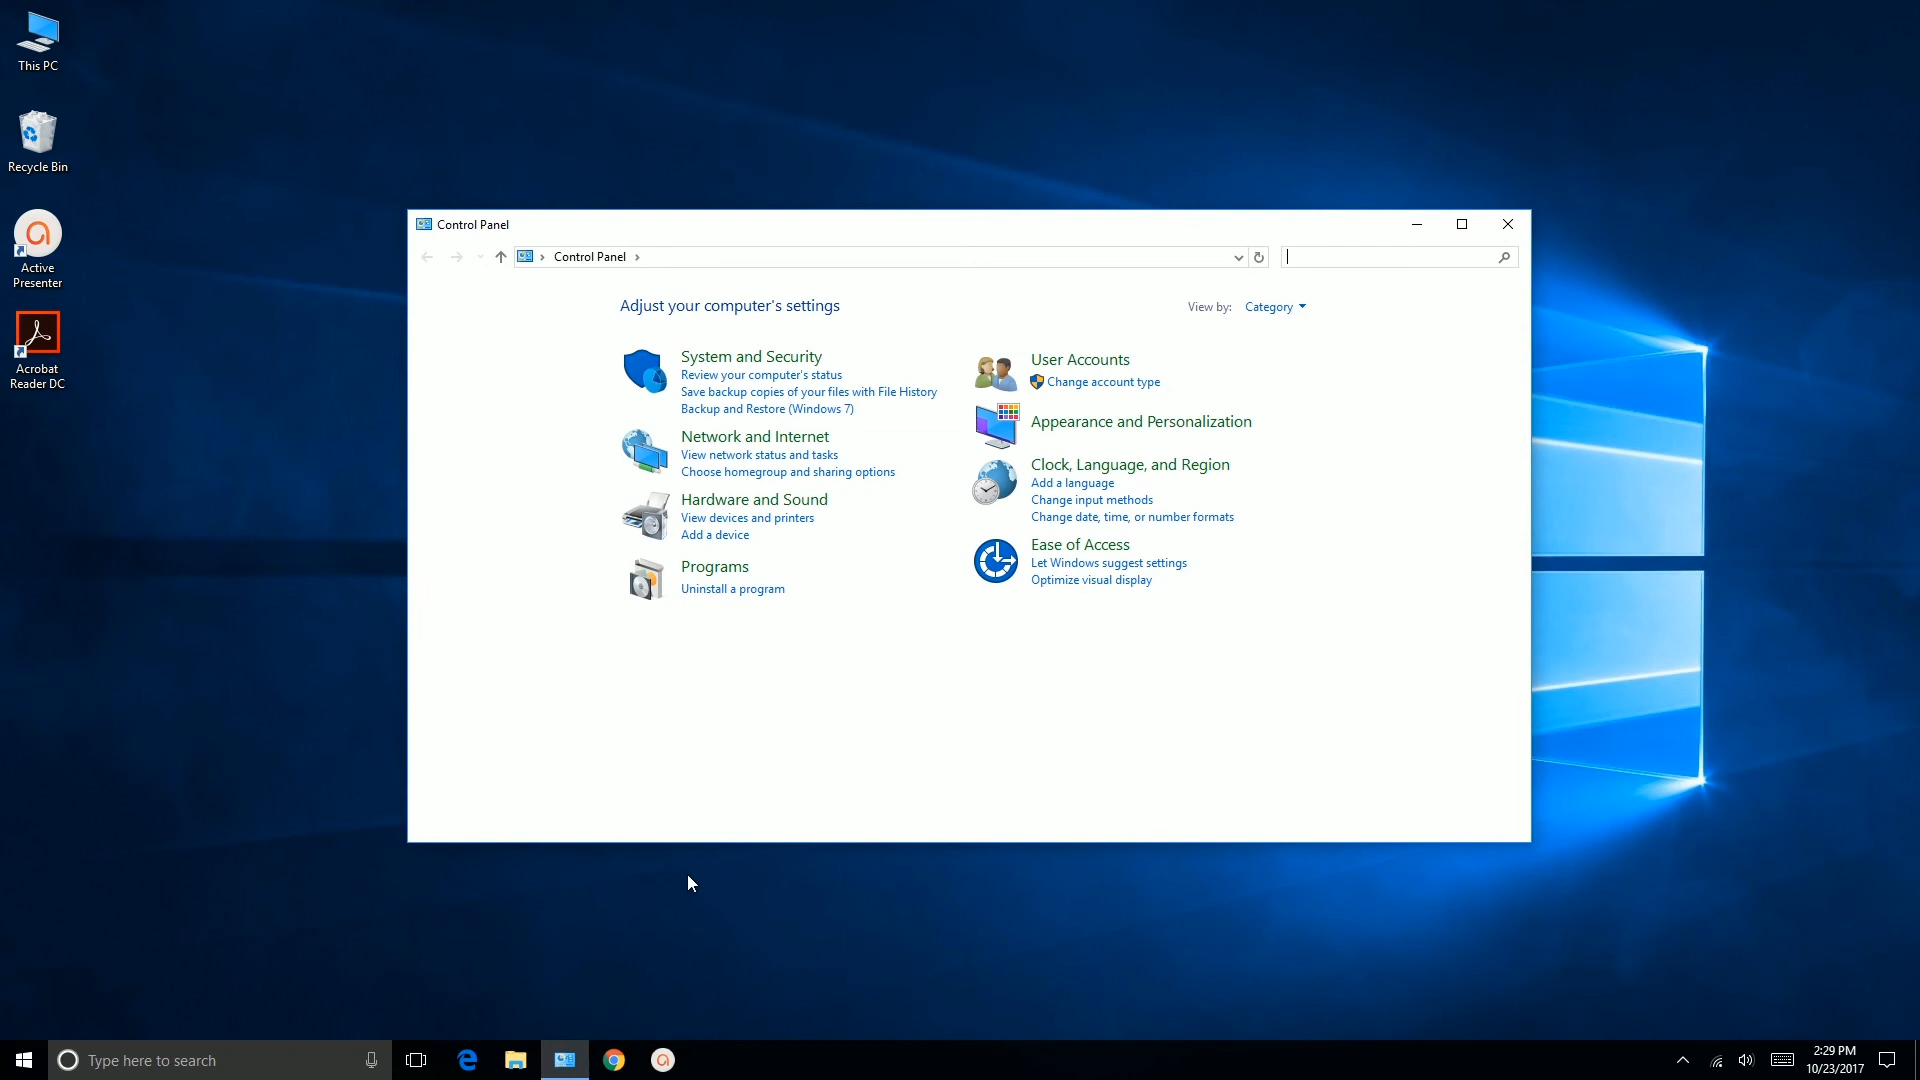 This PC
Recycle Bin
Active
Presenter
Acrobat
Reader DC
Control Panel
Control Panel
Adjust your computer's settings
View by: Category
System and Security
Review your computer's status
Save backup copies of your files with File History
Backup and Restore (Windows 7)
Network and Internet
View network status and tasks
Choose homegroup and sharing options
Hardware and Sound
View devices and printers
Add a device
Programs
Uninstall a program
User Accounts
Change account type
Appearance and Personalization
Clock, Language, and Region
Add a language
Change input methods
Change date, time, or number formats
Ease of Access
Let Windows suggest settings
Optimize visual display
Type here to search
2:29 PM
10/23/2017